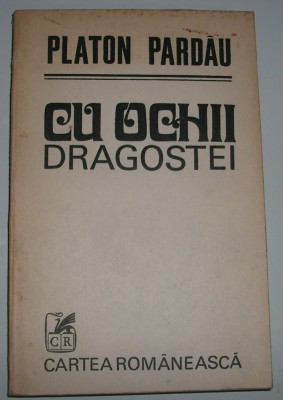 PLATON PARDĂU
CU OCHII
DRAGOSTEI
CR
CARTEA ROMÂNEASCĂ